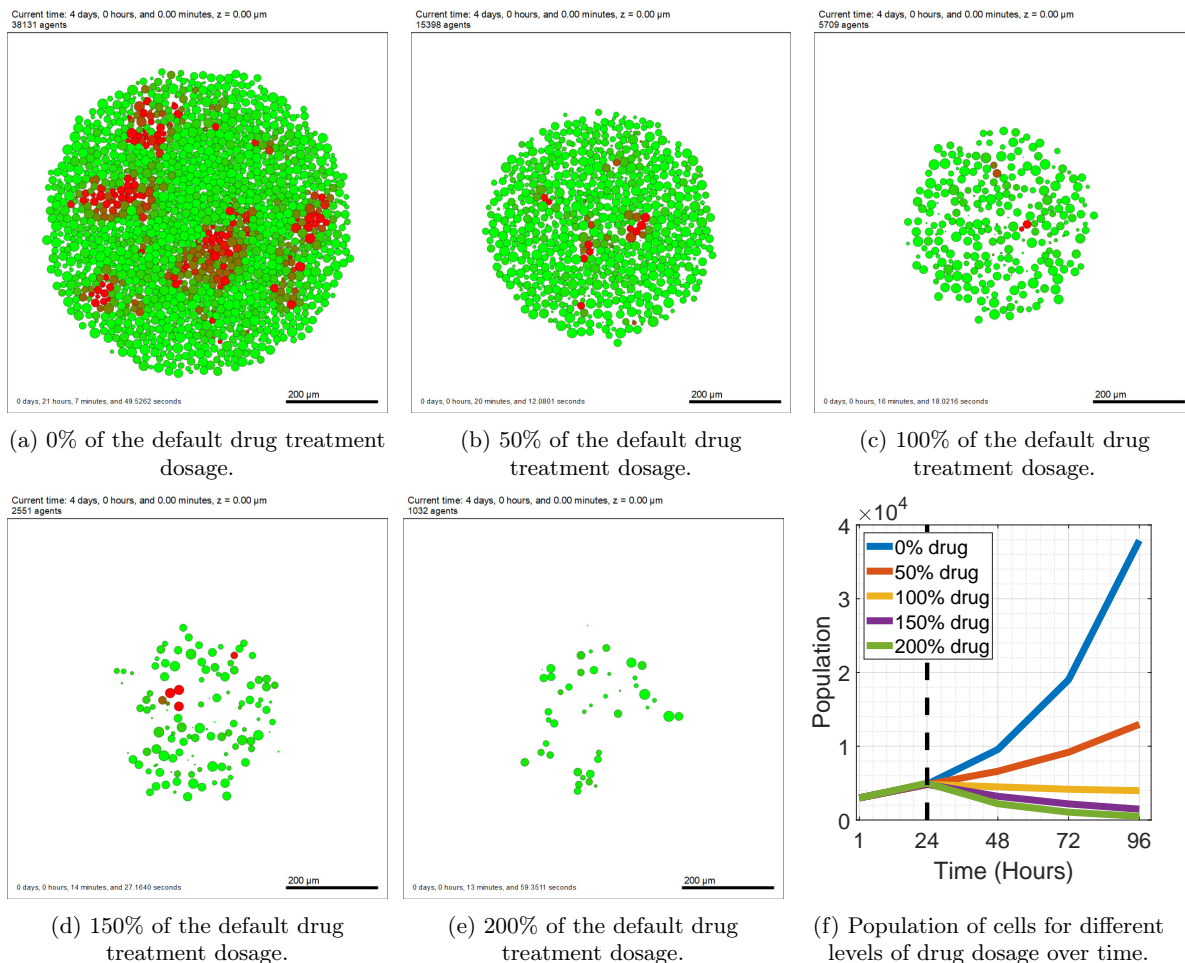 Current time: 4 days, 0 hours, and 0.00 minutes, z = 0.00 µm
38131 agents
0 days, 21 hours, 7 minutes, and 49.5262 seconds
200 µm
(a) 0% of the default drug treatment
dosage.
Current time: 4 days, 0 hours, and 0.00 minutes, z = 0.00 µm
15398 agents
0 days, 0 hours, 20 minutes, and 12.0801 seconds
200 µm
(b) 50% of the default drug
treatment dosage.
Current time: 4 days, 0 hours, and 0.00 minutes, z = 0.00 µm
5709 agents
0 days, 0 hours, 16 minutes, and 18.0216 seconds
200 µm
(c) 100% of the default drug
treatment dosage.
Current time: 4 days, 0 hours, and 0.00 minutes, z = 0.00 µm
2551 agents
0 days, 0 hours, 14 minutes, and 27.1640 seconds
200 µm
(d) 150% of the default drug
treatment dosage.
Current time: 4 days, 0 hours, and 0.00 minutes, z = 0.00 µm
1032 agents
0 days, 0 hours, 13 minutes, and 59.3511 seconds
200 µm
(e) 200% of the default drug
treatment dosage.
×10⁴
4
3
2
1
0
Population
0% drug
50% drug
100% drug
150% drug
200% drug
1 24 48 72 96
Time (Hours)
(f) Population of cells for different
levels of drug dosage over time.